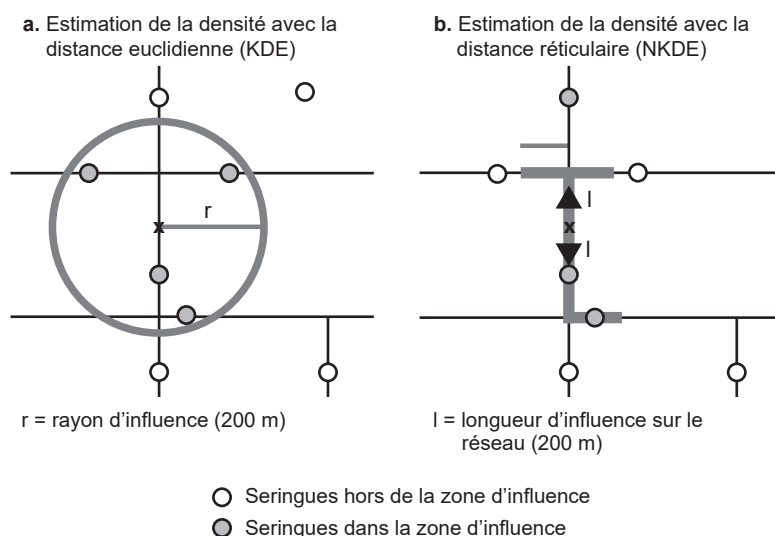 a. Estimation de la densité avec la
distance euclidienne (KDE)
b. Estimation de la densité avec la
distance réticulaire (NKDE)
r
x
l
x
l
r = rayon d’influence (200 m)
l = longueur d’influence sur le
réseau (200 m)
Seringues hors de la zone d’influence
Seringues dans la zone d’influence